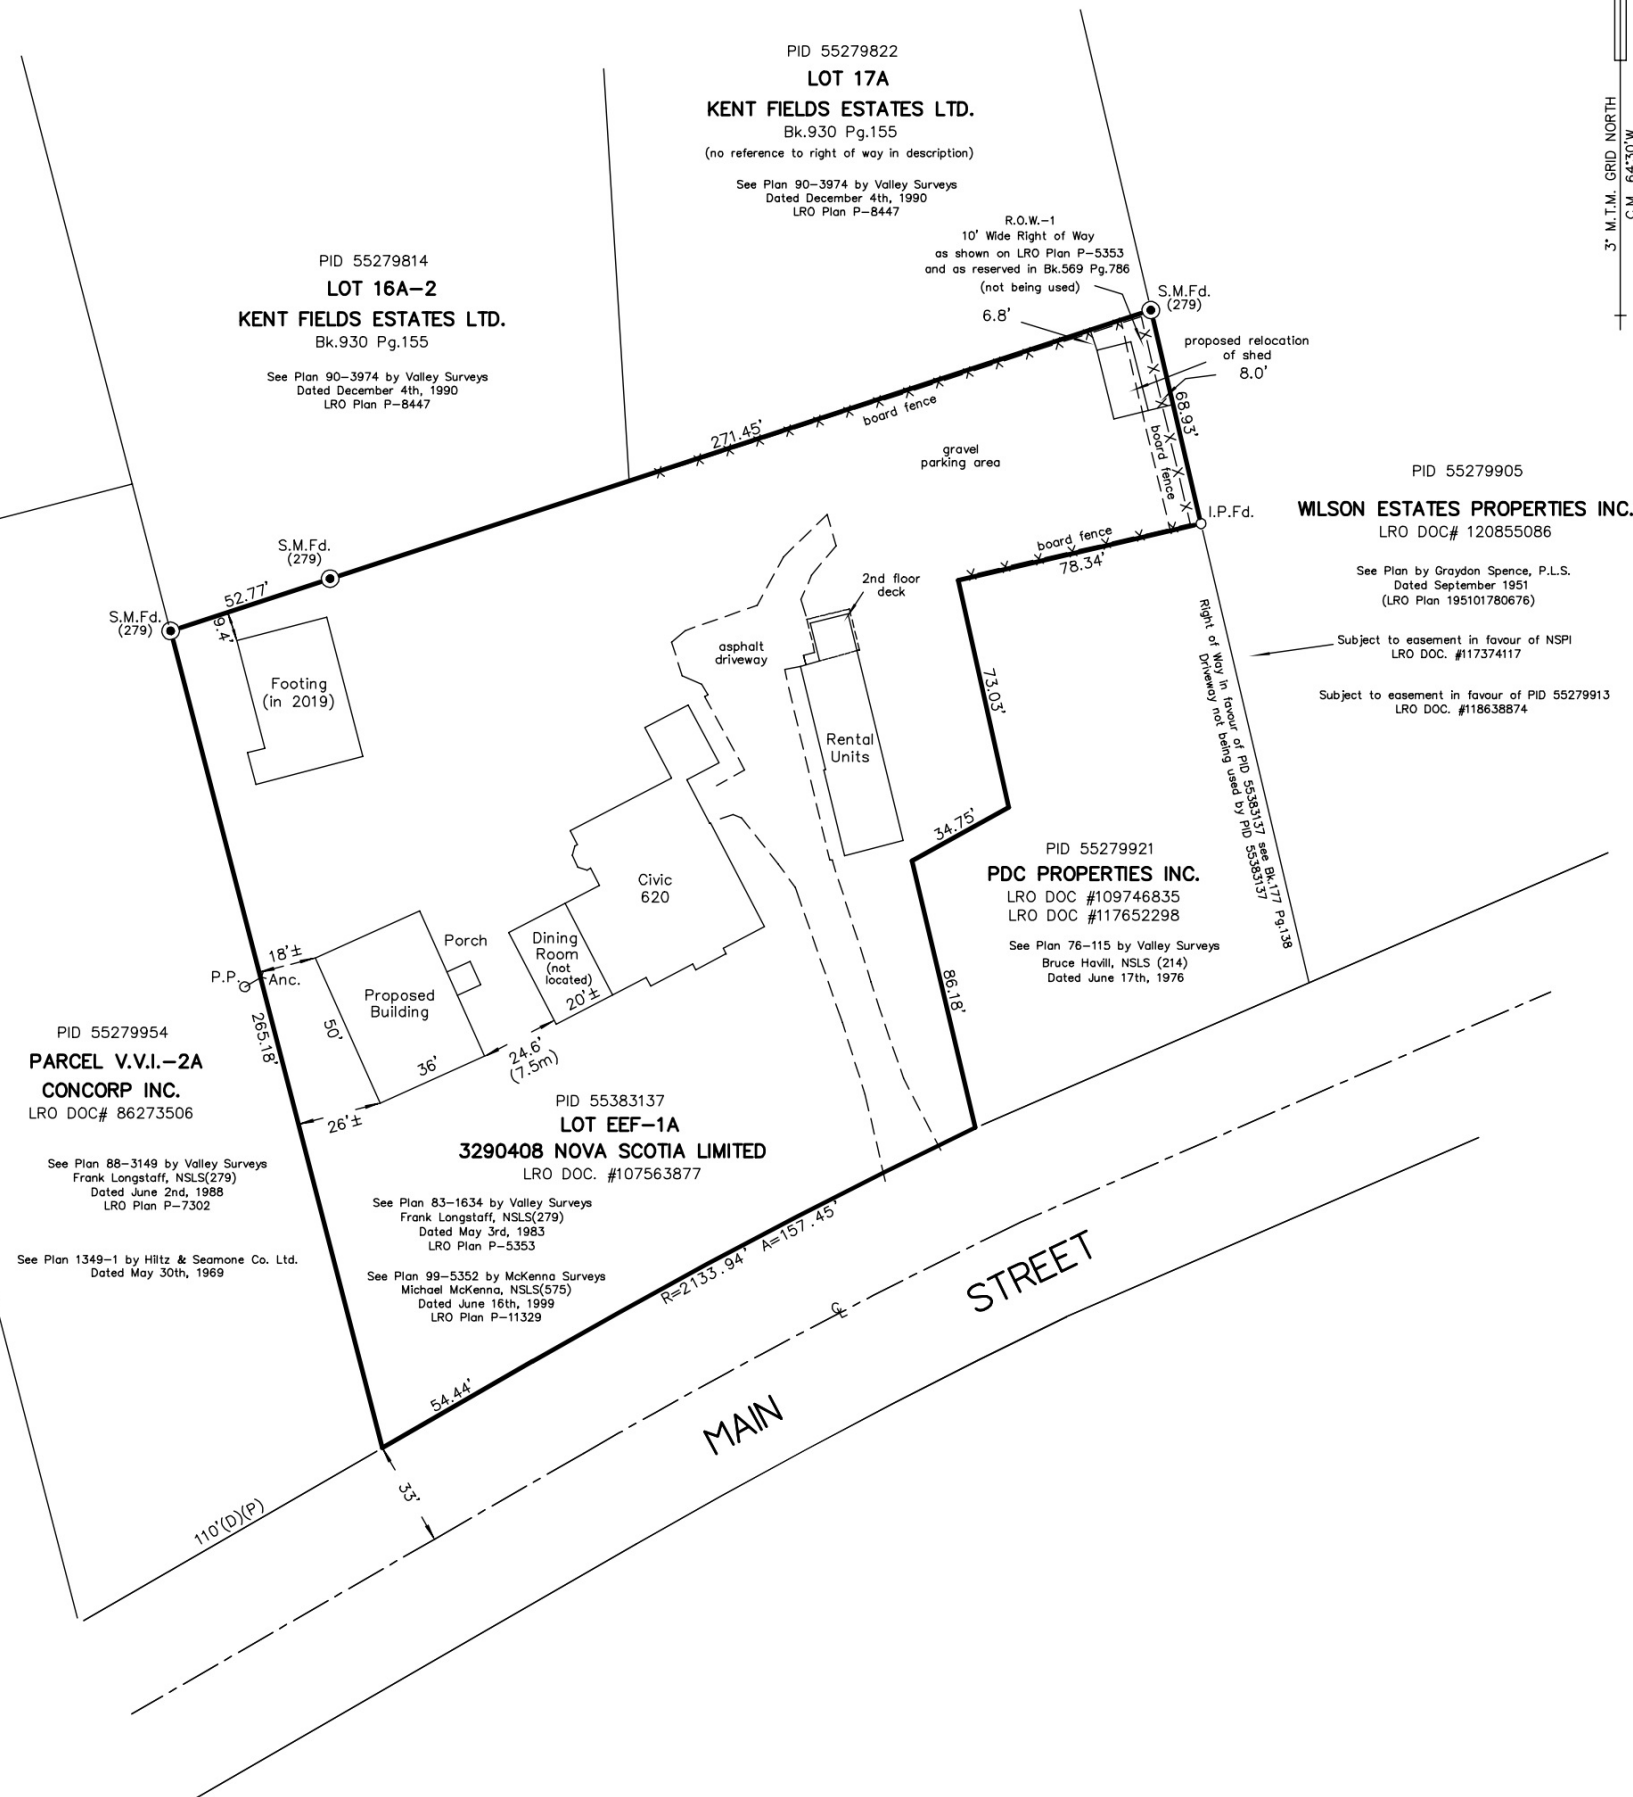 PID 55279822
LOT 17A
KENT FIELDS ESTATES LTD.
Bk.930 Pg.155
(no reference to right of way in description)
See Plan 90-3974 by Valley Surveys
Dated December 4th, 1990
LRO Plan P-8447
3° M.T.M. GRID NORTH
C.M. 64°30'W
R.O.W.-1
10' Wide Right of Way
as shown on LRO Plan P-5353
and as reserved in Bk.569 Pg.786
(not being used)
PID 55279814
LOT 16A-2
KENT FIELDS ESTATES LTD.
Bk.930 Pg.155
See Plan 90-3974 by Valley Surveys
Dated December 4th, 1990
LRO Plan P-8447
S.M.Fd.
(279)
6.8'
proposed relocation
of shed
8.0'
68.93'
board fence
board fence
271.45'
gravel
parking area
PID 55279905
WILSON ESTATES PROPERTIES INC.
LRO DOC# 120855086
See Plan by Graydon Spence, P.L.S.
Dated September 1951
(LRO Plan 195101780676)
Subject to easement in favour of NSPI
LRO DOC. #117374117
Subject to easement in favour of PID 55279913
LRO DOC. #118638874
I.P.Fd.
board fence
78.34'
S.M.Fd.
(279)
52.77'
S.M.Fd.
(279)
9.4'
2nd floor
deck
asphalt
driveway
Footing
(in 2019)
73.03'
Right of Way in favour of PID 55383137 see Bk.177 Pg.138
Driveway not being used by PID 55383137
Rental
Units
34.75'
PID 55279921
PDC PROPERTIES INC.
LRO DOC #109746835
LRO DOC #117652298
See Plan 76-115 by Valley Surveys
Bruce Havill, NSLS (214)
Dated June 17th, 1976
Civic
620
Dining
Room
(not
located)
20'±
Porch
18'±
P.P.
Anc.
Proposed
Building
50'
36'
24.6'
(7.5m)
26'±
265.18'
86.18'
PID 55279954
PARCEL V.V.I.-2A
CONCORP INC.
LRO DOC# 86273506
See Plan 88-3149 by Valley Surveys
Frank Longstaff, NSLS(279)
Dated June 2nd, 1988
LRO Plan P-7302
See Plan 1349-1 by Hiltz & Seamone Co. Ltd.
Dated May 30th, 1969
PID 55383137
LOT EEF-1A
3290408 NOVA SCOTIA LIMITED
LRO DOC. #107563877
See Plan 83-1634 by Valley Surveys
Frank Longstaff, NSLS(279)
Dated May 3rd, 1983
LRO Plan P-5353
See Plan 99-5352 by McKenna Surveys
Michael McKenna, NSLS(575)
Dated June 16th, 1999
LRO Plan P-11329
R=2133.94' A=157.45'
54.44'
33'
110'(D)(P)
℄
MAIN STREET